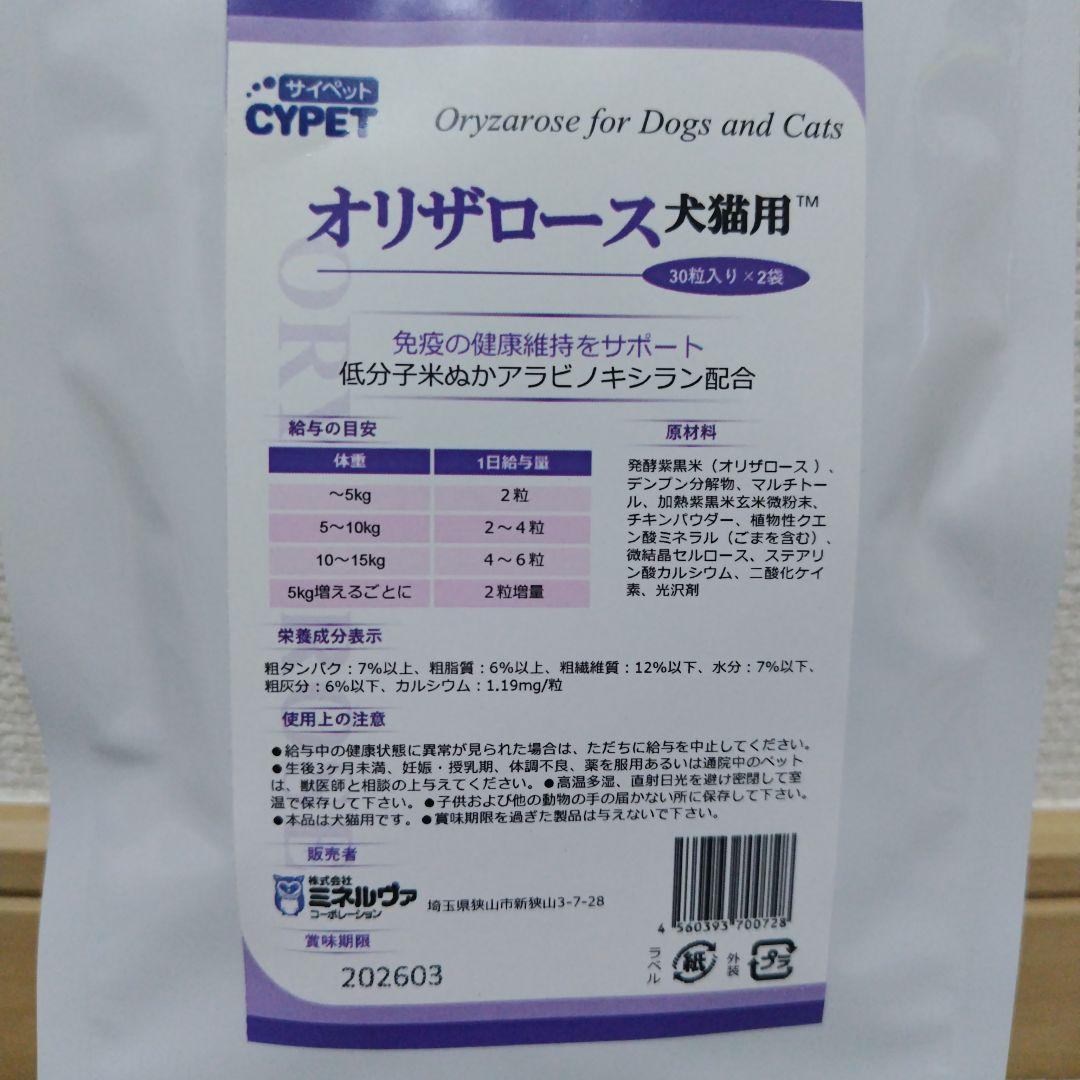 サイペット
CYPET
Oryzarose for Dogs and Cats
オリザロース犬猫用™
30粒入り×2袋
免疫の健康維持をサポート
低分子米ぬかアラビノキシラン配合
給与の目安
体重 1日給与量
～5kg 2粒
5～10kg 2～4粒
10～15kg 4～6粒
5kg増えるごとに 2粒増量
原材料
発酵紫黒米（オリザロース）、
デンプン分解物、マルチトー
ル、加熱紫黒米玄米微粉末、
チキンパウダー、植物性クエ
ン酸ミネラル（ごまを含む）、
微結晶セルロース、ステアリ
ン酸カルシウム、二酸化ケイ
素、光沢剤
栄養成分表示
粗タンパク：7%以上、粗脂質：6%以上、粗繊維質：12%以下、水分：7%以下、
粗灰分：6%以下、カルシウム：1.19mg/粒
使用上の注意
●給与中の健康状態に異常が見られた場合は、ただちに給与を中止してください。
●生後3ヶ月未満、妊娠・授乳期、体調不良、薬を服用あるいは通院中のペット
は、獣医師と相談の上与えてください。●高温多湿、直射日光を避け密閉して室
温で保存して下さい。●子供および他の動物の手の届かない所に保存して下さい。
●本品は犬猫用です。●賞味期限を過ぎた製品は与えないで下さい。
販売者
株式会社
ミネルヴァ
コーポレーション
埼玉県狭山市新狭山3-7-28
賞味期限
202603
4 560393 700728
ラベル 紙 外装 プラ